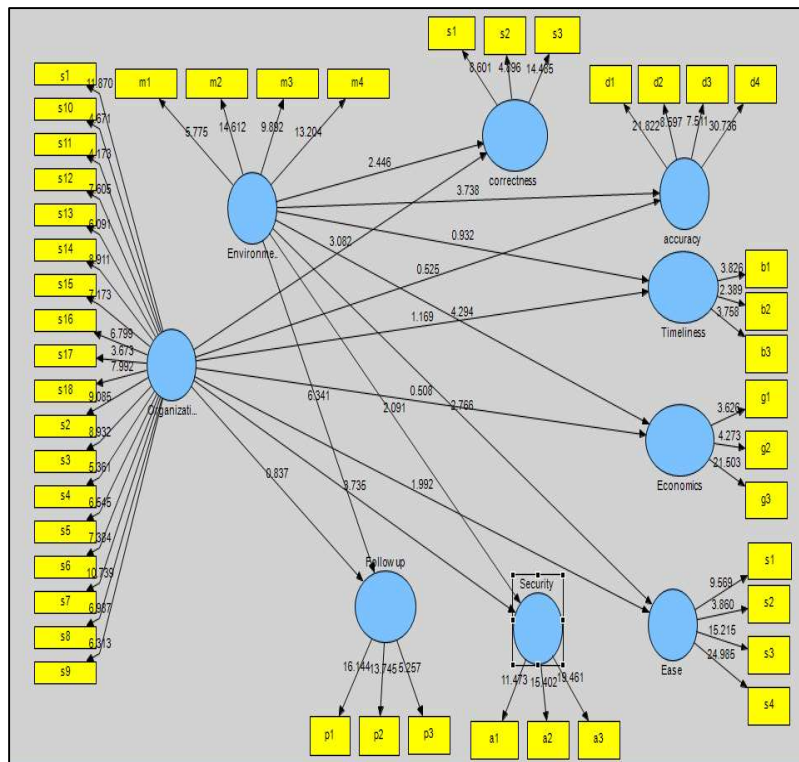 s1
s10
s11
s12
s13
s14
s15
s16
s17
s18
s2
s3
s4
s5
s6
s7
s8
s9
11.870
4.671
4.173
7.605
6.091
8.911
7.173
6.799
3.673
7.992
9.085
8.932
5.361
6.545
7.334
10.739
6.937
6.313
Organizati...
m1
m2
m3
m4
5.775
14.612
9.892
13.204
Environme...
s1
s2
s3
8.601
4.896
14.485
correctness
d1
d2
d3
d4
21.822
8.597
7.511
30.736
accuracy
2.446
3.738
3.082
0.932
0.525
1.169
4.294
b1
b2
b3
3.826
2.389
3.758
Timeliness
6.341
2.091
0.508
2.786
g1
g2
g3
3.626
4.273
21.503
Economics
0.837
3.735
1.992
Follow up
16.144
13.745
5.257
p1
p2
p3
Security
11.473
15.402
19.461
a1
a2
a3
s1
s2
s3
s4
9.569
3.860
15.215
24.985
Ease